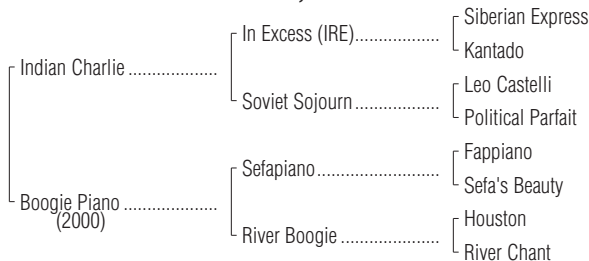 Siberian Express
In Excess (IRE)....................
Kantado
Indian Charlie .....................
Leo Castelli
Soviet Sojourn.....................
Political Parfait
Fappiano
Sefapiano.............................
Sefa's Beauty
Boogie Piano ......................
(2000)
Houston
River Boogie ........................
River Chant